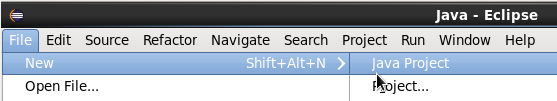 Java - Eclipse
File Edit Source Refactor Navigate Search Project Run Window Help
New Shift+Alt+N Java Project
Open File... Project...